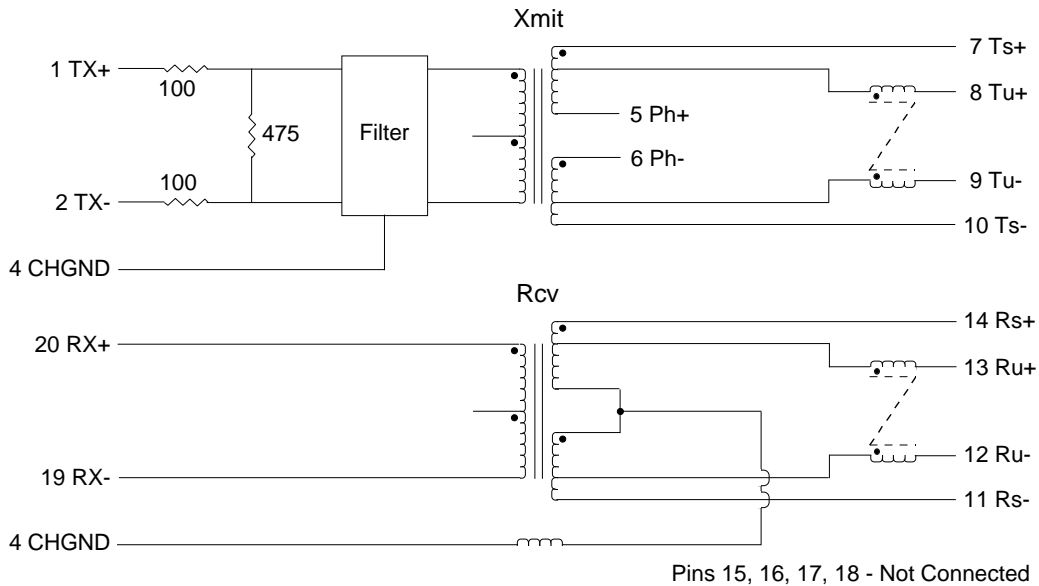 Xmit
7 Ts+
1 TX+
100
8 Tu+
475
Filter
5 Ph+
6 Ph-
100
9 Tu-
2 TX-
10 Ts-
4 CHGND
Rcv
14 Rs+
20 RX+
13 Ru+
12 Ru-
19 RX-
11 Rs-
4 CHGND
Pins 15, 16, 17, 18 - Not Connected